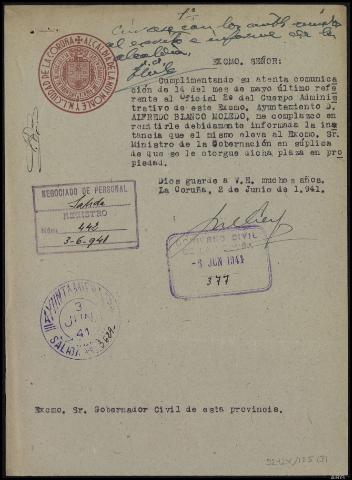 EXCMO. SEÑOR:
Cumplimentando su atenta comunica
ción de 14 del mes de mayo último refe
rente al Oficial 2º del Cuerpo Adminis
trativo de este Excmo. Ayuntamiento D.
ALFREDO BLANCO MOLEDO, me complazco en
remitirle debidamente informada la ins
tancia que el mismo eleva al Excmo. Sr.
Ministro de la Gobernación en súplica
de que se le otorgue dicha plaza en pro
piedad.
Dios guarde a V.E. muchos años.
La Coruña, 2 de Junio de 1.941.
NEGOCIADO DE PERSONAL
Salida
REGISTRO
Núm. 443
3-6-941
GOBIERNO CIVIL
JUN 1941
377
AYUNTAMIENTO
3
JUN
41
SALIDA
Excmo. Sr. Gobernador Civil de esta provincia.